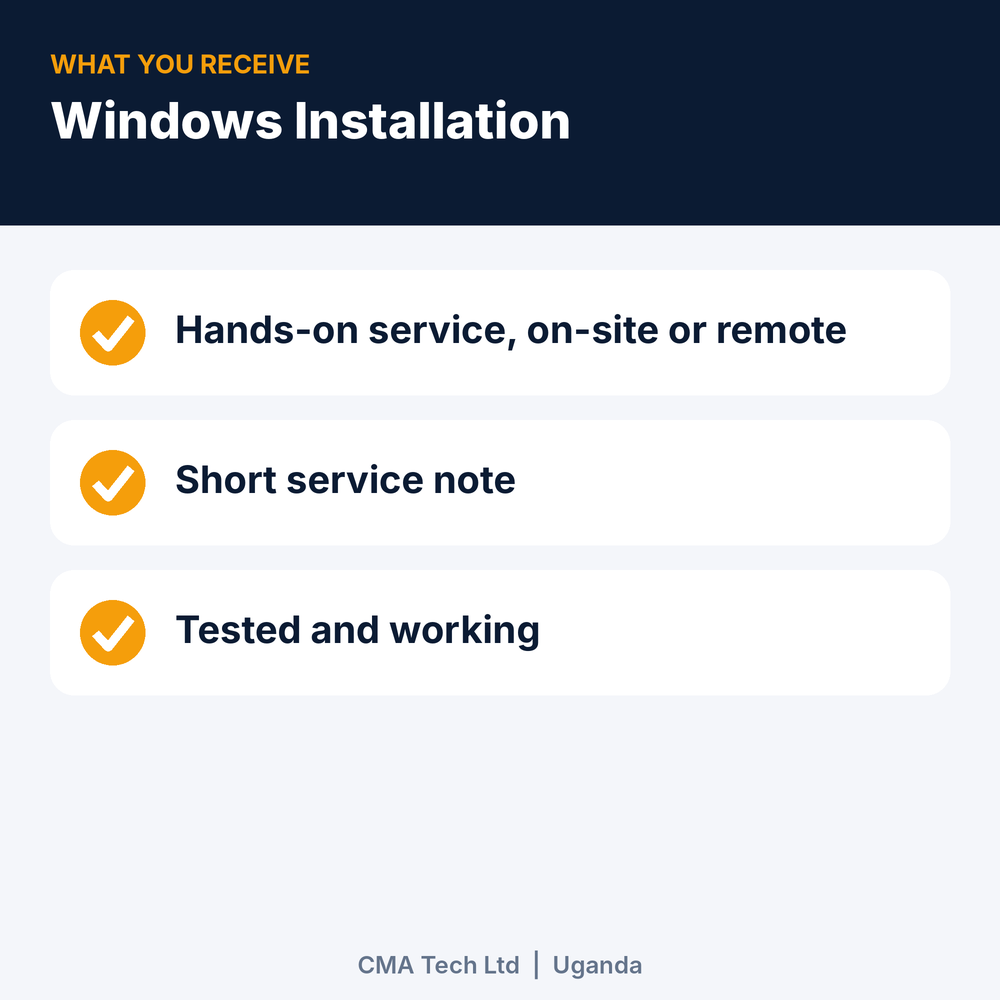 WHAT YOU RECEIVE
Windows Installation
Hands-on service, on-site or remote
Short service note
Tested and working
CMA Tech Ltd | Uganda